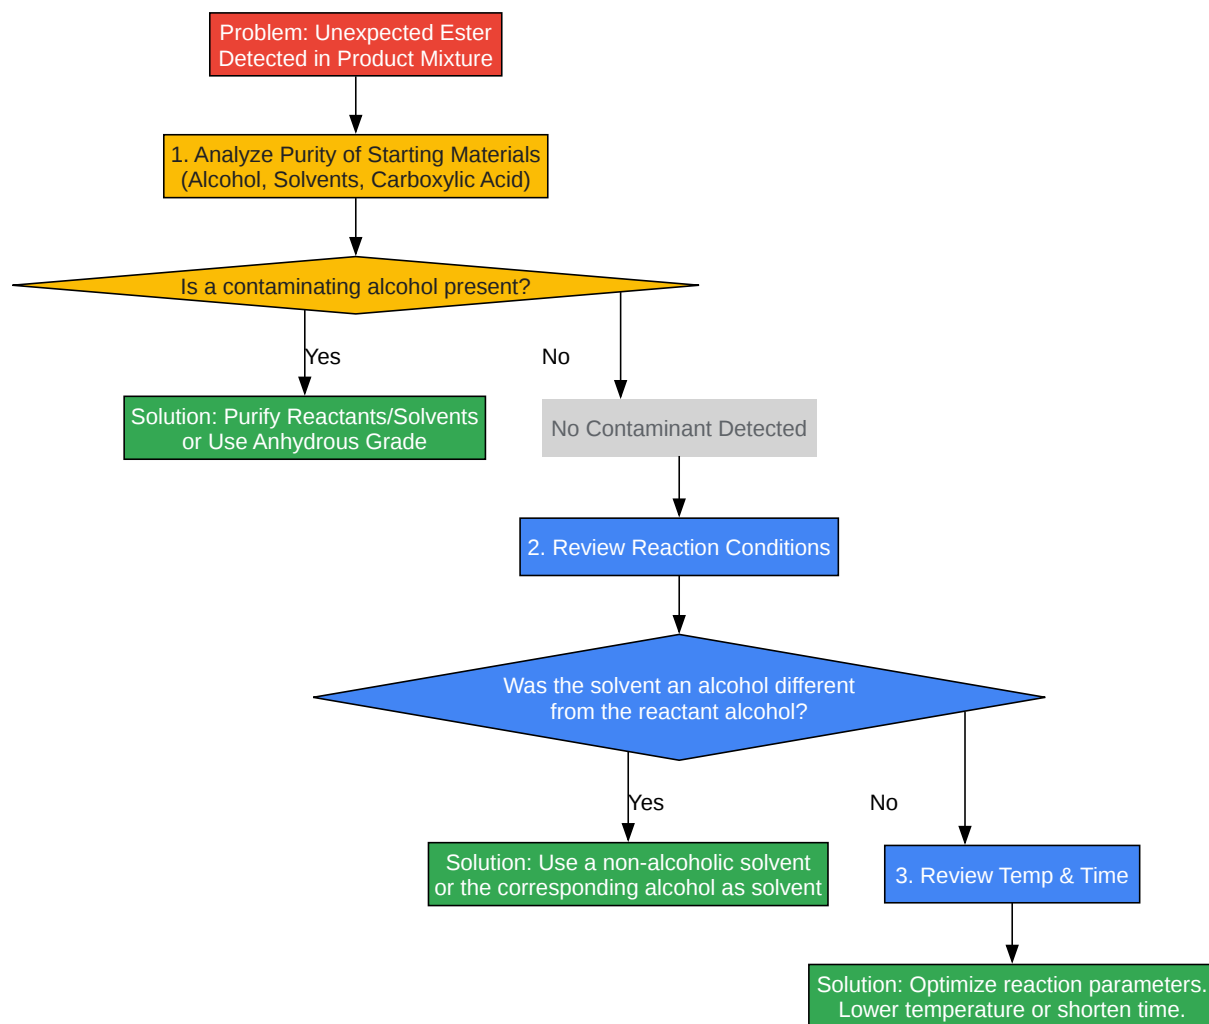 Problem: Unexpected Ester
Detected in Product Mixture
1. Analyze Purity of Starting Materials
(Alcohol, Solvents, Carboxylic Acid)
Is a contaminating alcohol present?
Yes
No
Solution: Purify Reactants/Solvents
or Use Anhydrous Grade
No Contaminant Detected
2. Review Reaction Conditions
Was the solvent an alcohol different
from the reactant alcohol?
Yes
No
Solution: Use a non-alcoholic solvent
or the corresponding alcohol as solvent
3. Review Temp & Time
Solution: Optimize reaction parameters.
Lower temperature or shorten time.